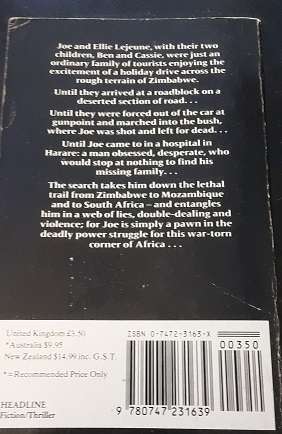 Joe and Ellie Lejeune, with their two
children, Ben and Cassie, were just an
ordinary family of tourists enjoying the
excitement of a holiday drive across the
rough terrain of Zimbabwe.
Until they arrived at a roadblock on a
deserted section of road. . .
Until they were forced out of the car at
gunpoint and marched into the bush,
where Joe was shot and left for dead. . .
Until Joe came to in a hospital in
Harare: a man obsessed, desperate, who
would stop at nothing to find his
missing family. . .
The search takes him down the lethal
trail from Zimbabwe to Mozambique
and to South Africa – and entangles
him in a web of lies, double-dealing and
violence; for Joe is simply a pawn in the
deadly power struggle for this war-torn
corner of Africa . . .
United Kingdom £3.50
*Australia $9.95
New Zealand $14.99 inc. G.S.T.
*=Recommended Price Only
HEADLINE
Fiction/Thriller
ISBN 0-7472-3163-X
00350
9 780747 231639